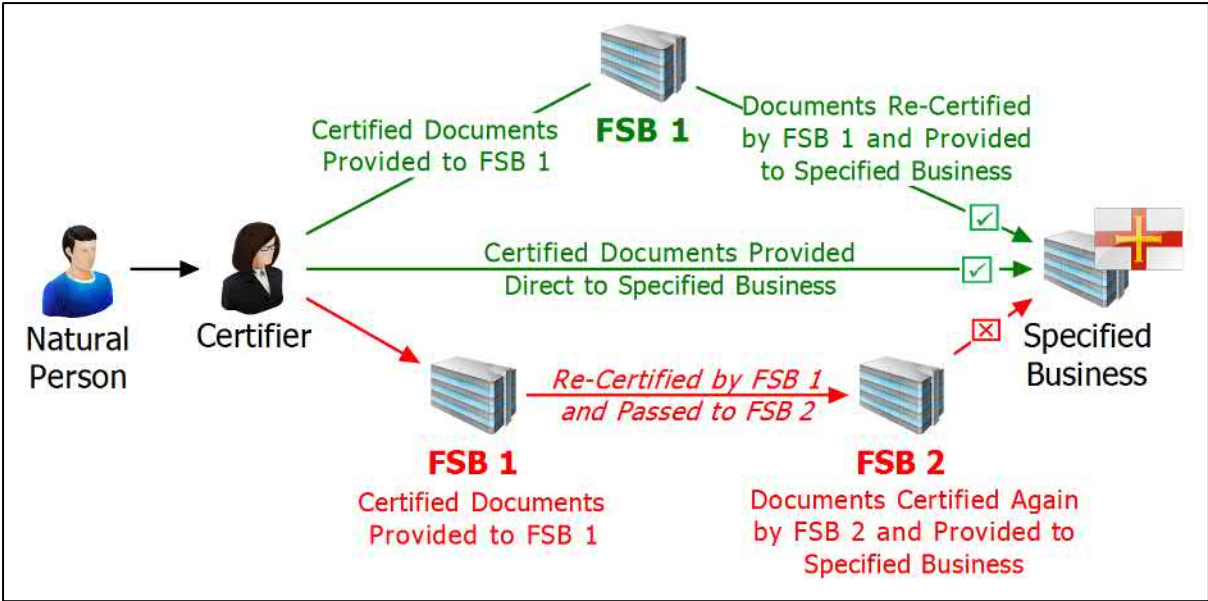 FSB 1
Certified Documents
Provided to FSB 1
Documents Re-Certified
by FSB 1 and Provided
to Specified Business
Certified Documents Provided
Direct to Specified Business
Natural
Person
Certifier
Specified
Business
Re-Certified by FSB 1
and Passed to FSB 2
FSB 1
Certified Documents
Provided to FSB 1
FSB 2
Documents Certified Again
by FSB 2 and Provided to
Specified Business